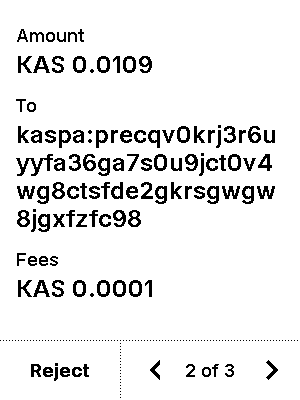 Amount
KAS 0.0109
To
kaspa:precqv0krj3r6u
yyfa36ga7s0u9jct0v4
wg8ctsfde2gkrsgwgw
8jgxfzfc98
Fees
KAS 0.0001
Reject
2 of 3